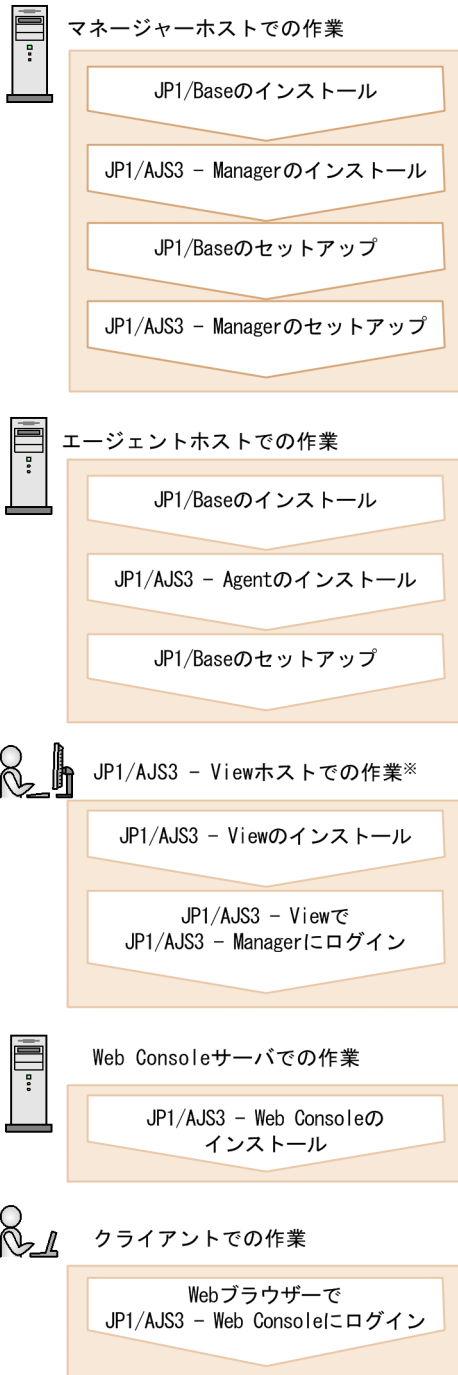 マネージャーホストでの作業
JP1/Baseのインストール
JP1/AJS3 - Managerのインストール
JP1/Baseのセットアップ
JP1/AJS3 - Managerのセットアップ
エージェントホストでの作業
JP1/Baseのインストール
JP1/AJS3 - Agentのインストール
JP1/Baseのセットアップ
JP1/AJS3 - Viewホストでの作業※
JP1/AJS3 - Viewのインストール
JP1/AJS3 - Viewで
JP1/AJS3 - Managerにログイン
Web Consoleサーバでの作業
JP1/AJS3 - Web Consoleの
インストール
クライアントでの作業
Webブラウザーで
JP1/AJS3 - Web Consoleにログイン